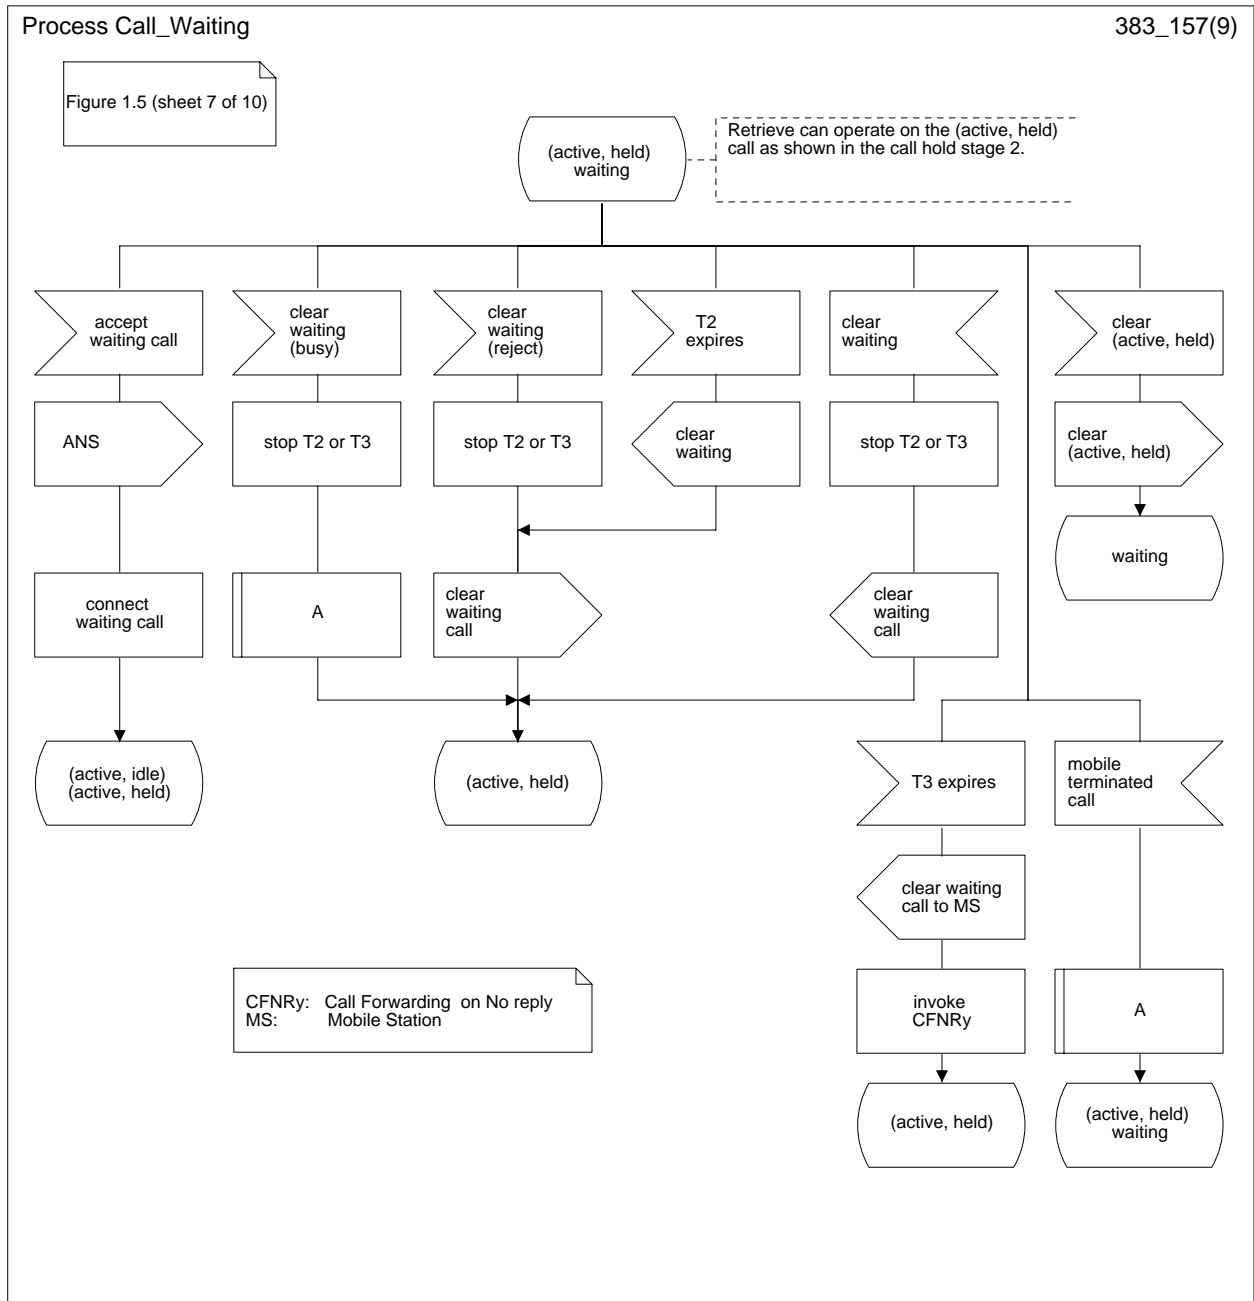 Process Call_Waiting
383_157(9)
Figure 1.5 (sheet 7 of 10)
(active, held)
waiting
Retrieve can operate on the (active, held)
call as shown in the call hold stage 2.
accept
waiting call
clear
waiting
(busy)
clear
waiting
(reject)
T2
expires
clear
waiting
clear
(active, held)
ANS
stop T2 or T3
stop T2 or T3
clear
waiting
stop T2 or T3
clear
(active, held)
waiting
connect
waiting call
A
clear
waiting
call
clear
waiting
call
(active, idle)
(active, held)
(active, held)
T3 expires
mobile
terminated
call
clear waiting
call to MS
CFNRy: Call Forwarding on No reply
MS: Mobile Station
invoke
CFNRy
A
(active, held)
(active, held)
waiting